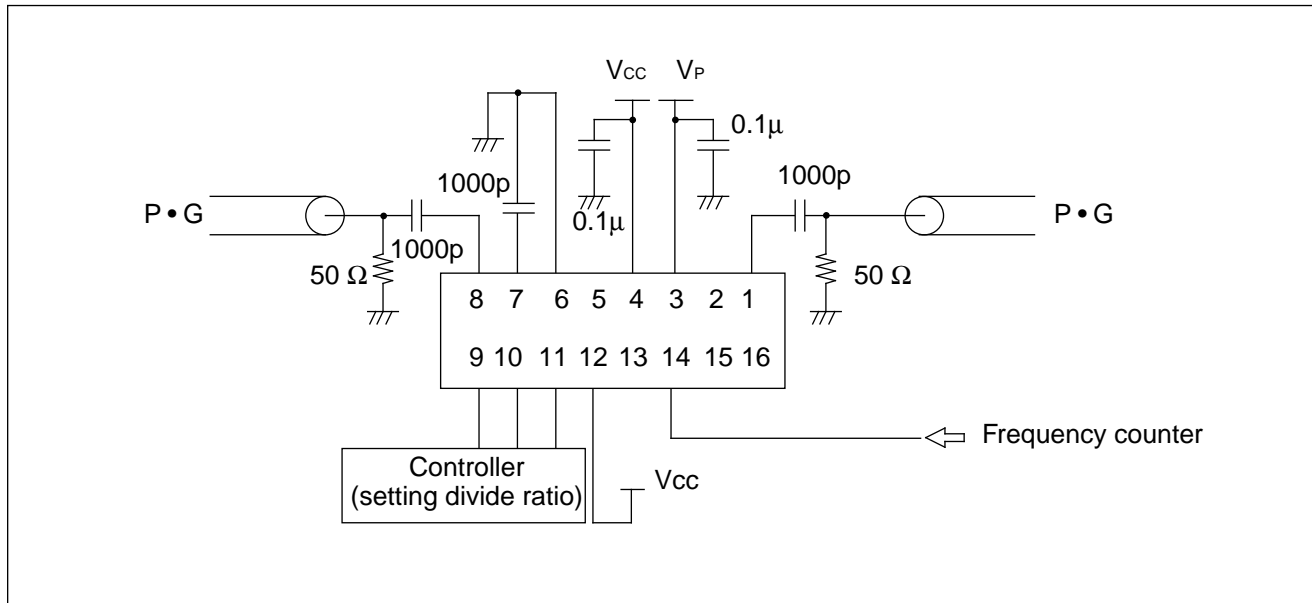 VCC VP
0.1μ
1000p 1000p
0.1μ
P • G P • G
1000p
50 Ω 50 Ω
8 7 6 5 4 3 2 1
9 10 11 12 13 14 15 16
Frequency counter
Controller
(setting divide ratio)
Vcc